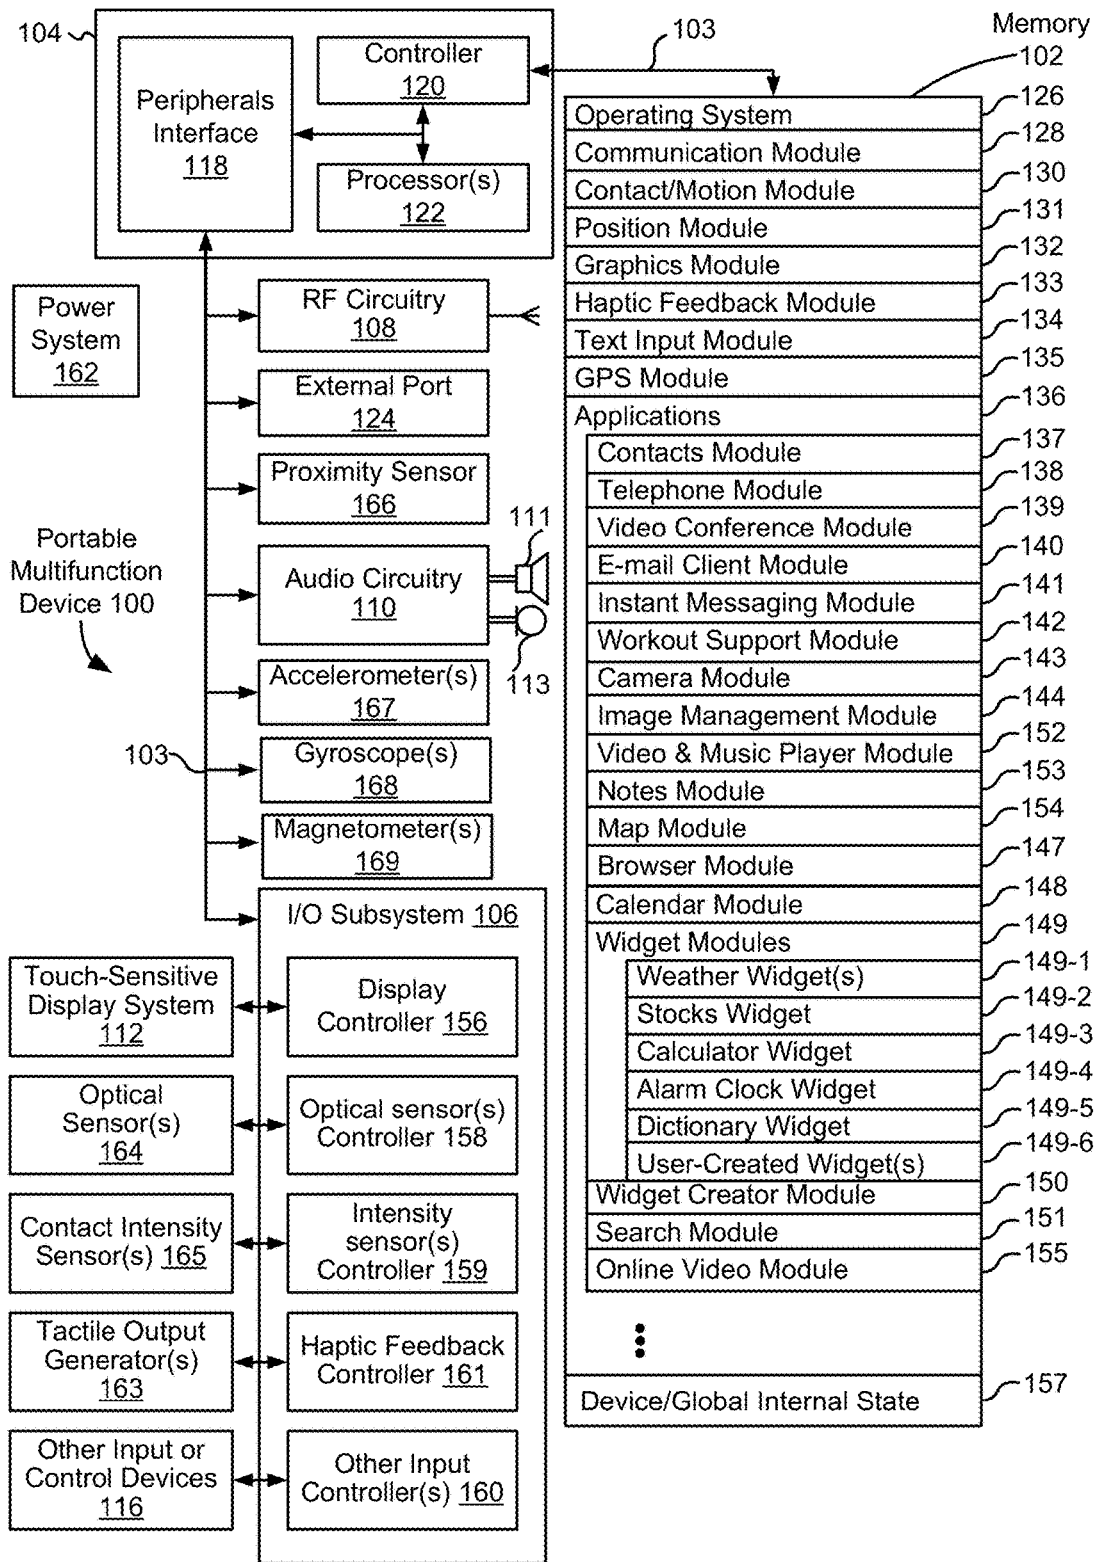 104
Peripherals
Interface
118
Controller
120
Processor(s)
122
103
Power
System
162
Portable
Multifunction
Device 100
RF Circuitry
108
External Port
124
Proximity Sensor
166
Audio Circuitry
110
111
113
Accelerometer(s)
167
103
Gyroscope(s)
168
Magnetometer(s)
169
I/O Subsystem 106
Touch-Sensitive
Display System
112
Display
Controller 156
Optical
Sensor(s)
164
Optical sensor(s)
Controller 158
Contact Intensity
Sensor(s) 165
Intensity
sensor(s)
Controller 159
Tactile Output
Generator(s)
163
Haptic Feedback
Controller 161
Other Input or
Control Devices
116
Other Input
Controller(s) 160
Memory
102
Operating System 126
Communication Module 128
Contact/Motion Module 130
Position Module 131
Graphics Module 132
Haptic Feedback Module 133
Text Input Module 134
GPS Module 135
Applications 136
Contacts Module 137
Telephone Module 138
Video Conference Module 139
E-mail Client Module 140
Instant Messaging Module 141
Workout Support Module 142
Camera Module 143
Image Management Module 144
Video & Music Player Module 152
Notes Module 153
Map Module 154
Browser Module 147
Calendar Module 148
Widget Modules 149
Weather Widget(s) 149-1
Stocks Widget 149-2
Calculator Widget 149-3
Alarm Clock Widget 149-4
Dictionary Widget 149-5
User-Created Widget(s) 149-6
Widget Creator Module 150
Search Module 151
Online Video Module 155
Device/Global Internal State 157